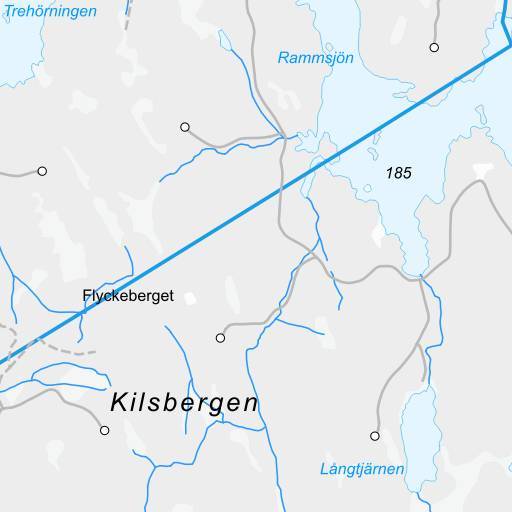 Trehörningen
Rammsjön
185
Flyckeberget
Kilsbergen
Långtjärnen